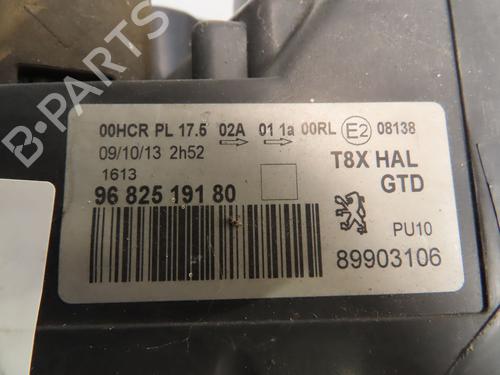 B-PARTS
00HCR PL 17.5 02A 01 1a 00RL E2 08138
09/10/13 2h52
1613
96 825 191 80
T8X HAL
GTD
PU10
89903106